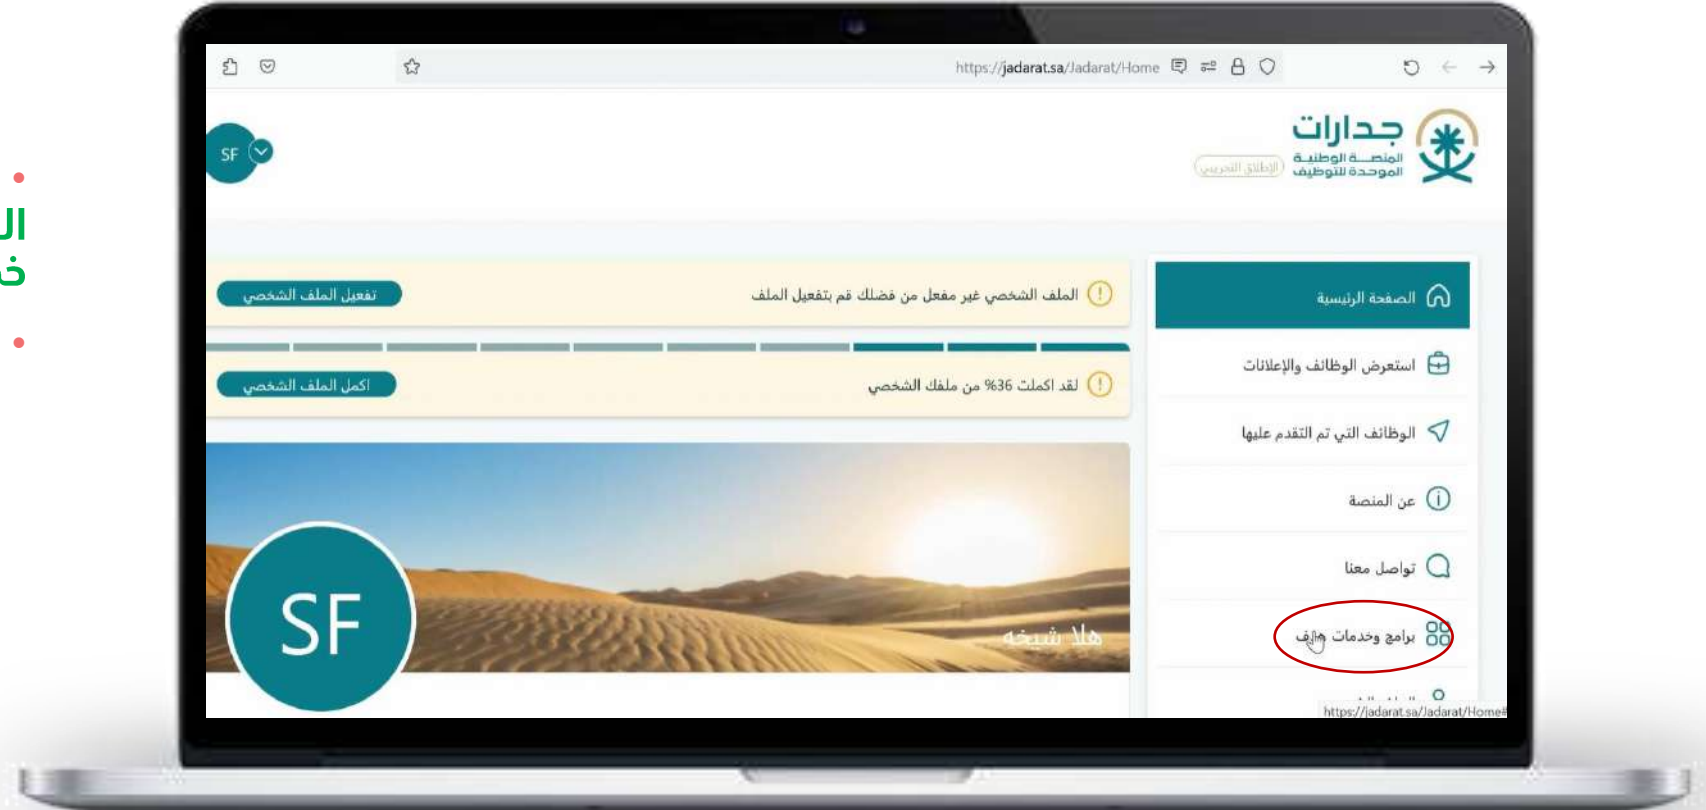 https://jadarat.sa/Jadarat/Home
جدارات
المنصة الوطنية
الموحدة للتوظيف
الإطلاق التجريبي
SF
الصفحة الرئيسية
استعرض الوظائف والإعلانات
الوظائف التي تم التقدم عليها
عن المنصة
تواصل معنا
برامج وخدمات هدف
الملف الشخصي غير مفعل من فضلك قم بتفعيل الملف
تفعيل الملف الشخصي
لقد اكملت 36% من ملفك الشخصي
اكمل الملف الشخصي
هلا شيخه
SF
https://jadarat.sa/Jadarat/Home#